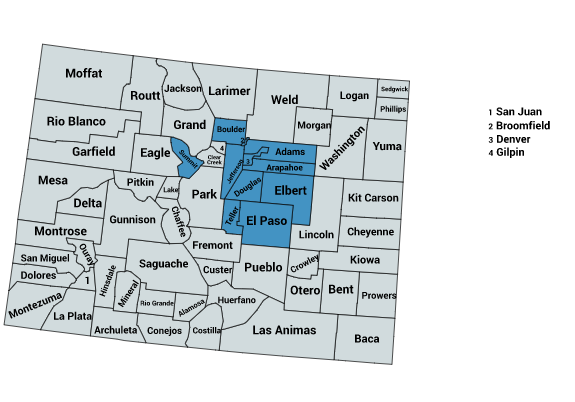 Moffat
Routt
Jackson
Larimer
Weld
Logan
Sedgwick
Phillips
Rio Blanco
Grand
Boulder
Morgan
Washington
Yuma
Garfield
Eagle
Summit
4
Clear
Creek
2
3
Adams
Arapahoe
Jefferson
Mesa
Pitkin
Lake
Park
Douglas
Elbert
Kit Carson
Delta
Gunnison
Chaffee
Teller
El Paso
Lincoln
Cheyenne
Montrose
Ouray
Fremont
San Miguel
Saguache
Custer
Pueblo
Crowley
Kiowa
Dolores
1
Hinsdale
Mineral
Rio Grande
Alamosa
Huerfano
Otero
Bent
Prowers
Montezuma
La Plata
Archuleta
Conejos
Costilla
Las Animas
Baca
1 San Juan
2 Broomfield
3 Denver
4 Gilpin